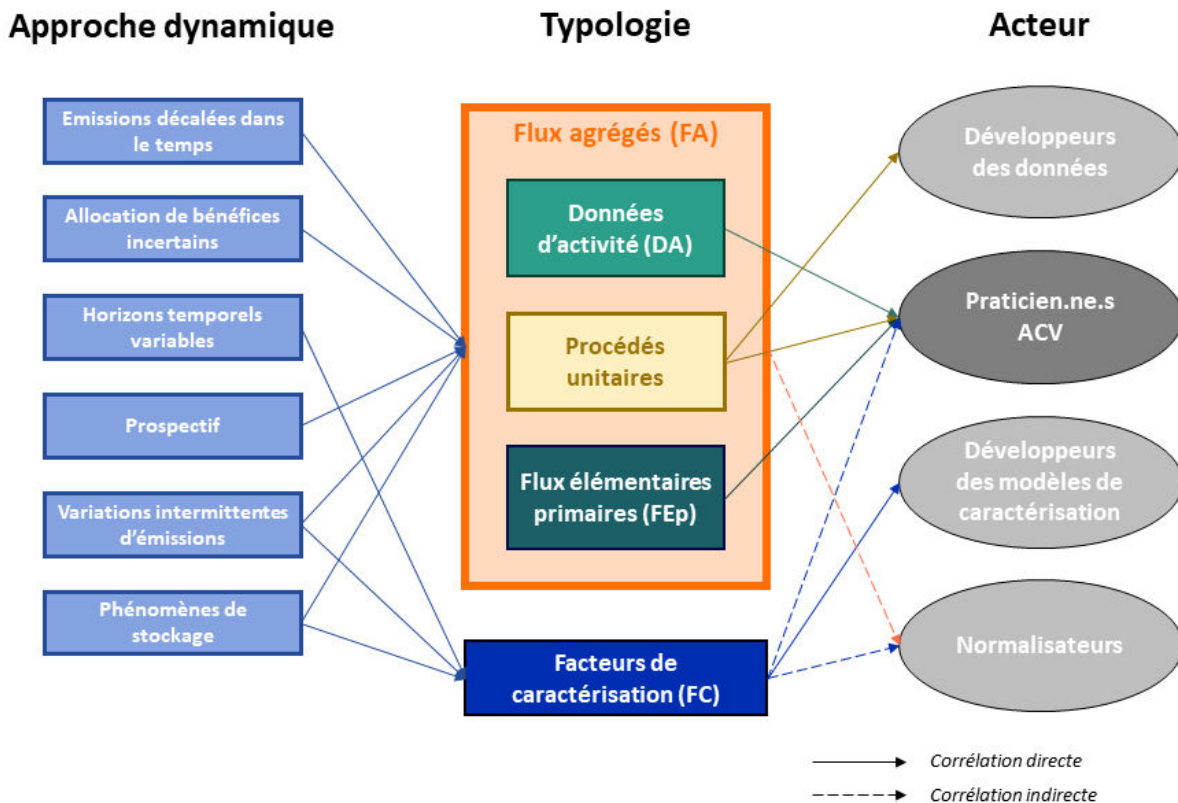 Approche dynamique
Typologie
Acteur
Emissions décalées dans
le temps
Allocation de bénéfices
incertains
Horizons temporels
variables
Prospectif
Variations intermittentes
d'émissions
Phénomènes de
stockage
Flux agrégés (FA)
Données
d'activité (DA)
Procédés
unitaires
Flux élémentaires
primaires (FEp)
Facteurs de
caractérisation (FC)
Développeurs
des données
Praticien.ne.s
ACV
Développeurs
des modèles de
caractérisation
Normalisateurs
Corrélation directe
Corrélation indirecte